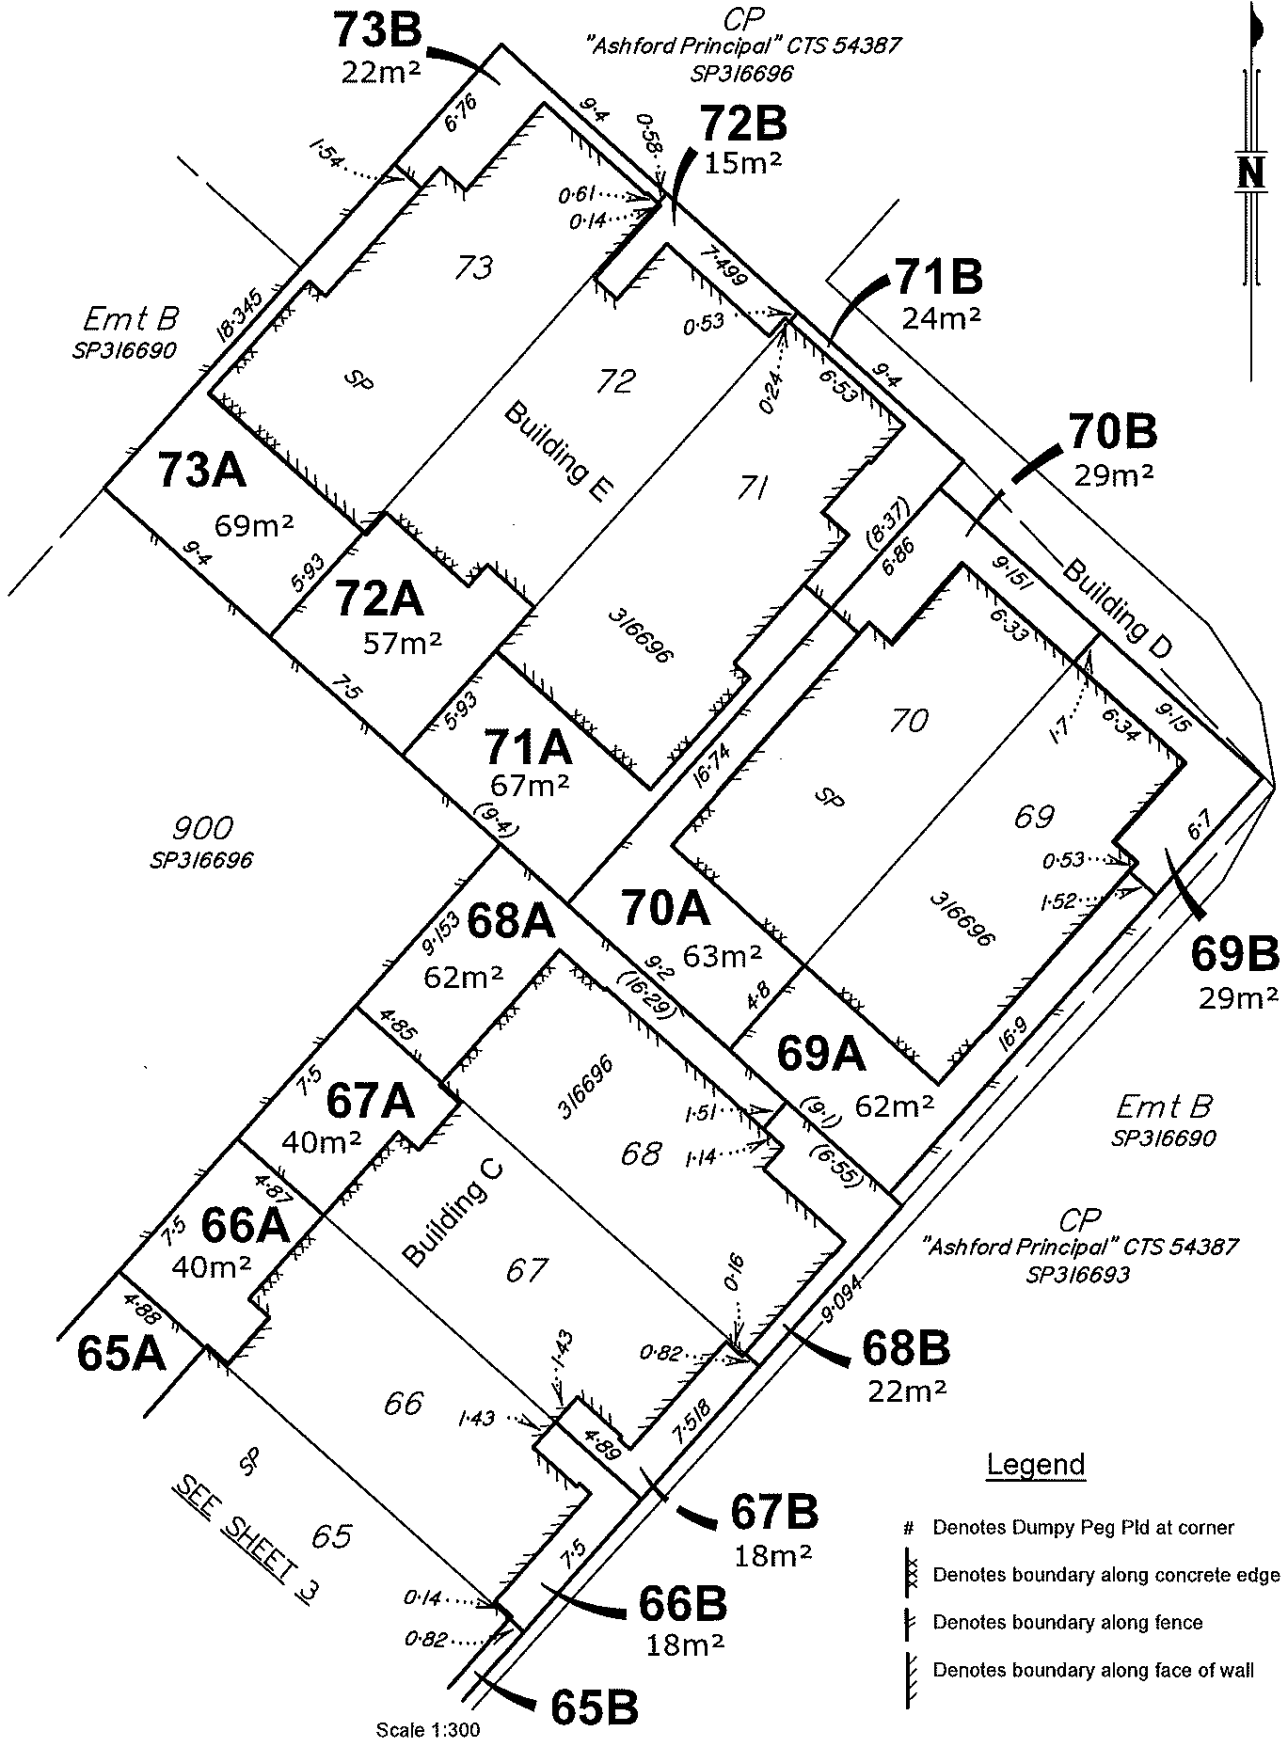 73B
22m²
CP
"Ashford Principal" CTS 54387
SP316696
72B
15m²
N
9·4
0·58
6·76
1·54
0·61
0·14
7·499
71B
24m²
73
18·345
Emt B
SP316690
0·53
0·24
6·53
9·4
72
SP
Building E
70B
29m²
71
73A
69m²
(8·37)
6·86
9·4
5·93
9·151
Building D
72A
57m²
6·33
316696
7·5
5·93
70
1·7
6·34
9·15
71A
67m²
16·74
SP
69
6·7
(9·4)
900
SP316696
0·53
1·52
316696
9·153
68A
62m²
70A
63m²
9·2
(16·29)
4·8
69B
29m²
4·85
16·9
69A
62m²
7·5
67A
40m²
316696
1·51
(9·1)
Emt B
SP316690
68
1·14
(6·55)
4·87
Building C
7·5
66A
40m²
CP
"Ashford Principal" CTS 54387
SP316693
67
0·16
9·094
4·88
65A
0·82
68B
22m²
1·43
66
1·43
4·89
7·518
SP
SEE SHEET 3
Legend
67B
18m²
# Denotes Dumpy Peg Pld at corner
65
7·5
Denotes boundary along concrete edge
0·14
66B
18m²
Denotes boundary along fence
0·82
Denotes boundary along face of wall
65B
Scale 1:300